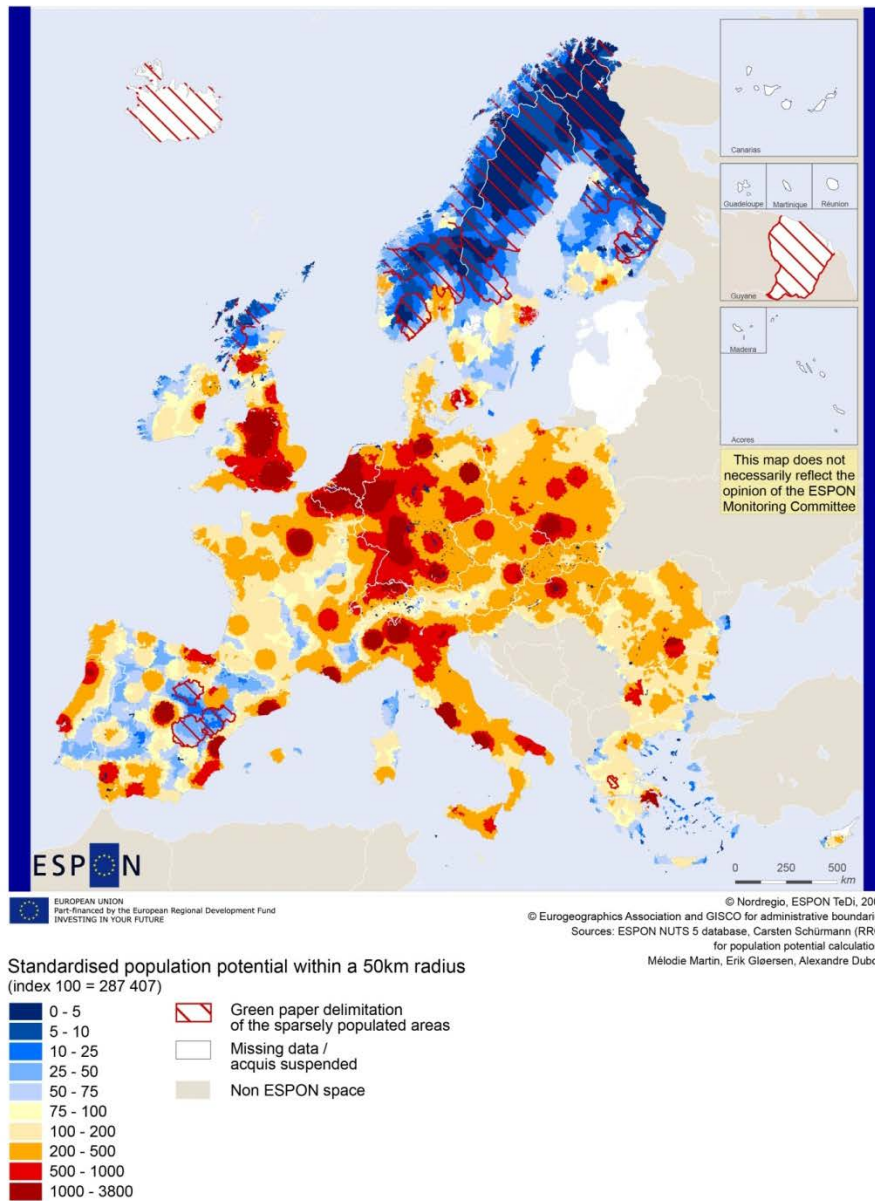 Canarias
Guadeloupe
Martinique
Réunion
Guyane
Madeira
Acores
This map does not
necessarily reflect the
opinion of the ESPON
Monitoring Committee
ESPON
0 250 500
km
EUROPEAN UNION
Part-financed by the European Regional Development Fund
INVESTING IN YOUR FUTURE
© Nordregio, ESPON TeDi, 200
© Eurogeographics Association and GISCO for administrative boundari
Sources: ESPON NUTS 5 database, Carsten Schürmann (RR
for population potential calculation
Mélodie Martin, Erik Gløersen, Alexandre Dubo
Standardised population potential within a 50km radius
(index 100 = 287 407)
0 - 5
5 - 10
10 - 25
25 - 50
50 - 75
75 - 100
100 - 200
200 - 500
500 - 1000
1000 - 3800
Green paper delimitation
of the sparsely populated areas
Missing data /
acquis suspended
Non ESPON space